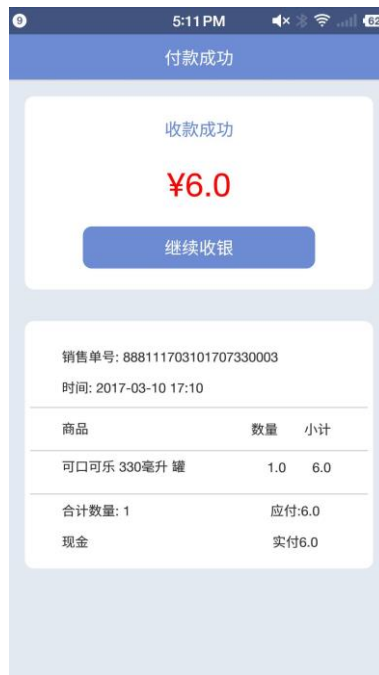 9 5:11 PM 62
付款成功
收款成功
¥6.0
继续收银
销售单号: 888111703101707330003
时间: 2017-03-10 17:10
商品 数量 小计
可口可乐 330毫升 罐 1.0 6.0
合计数量: 1 应付:6.0
现金 实付6.0